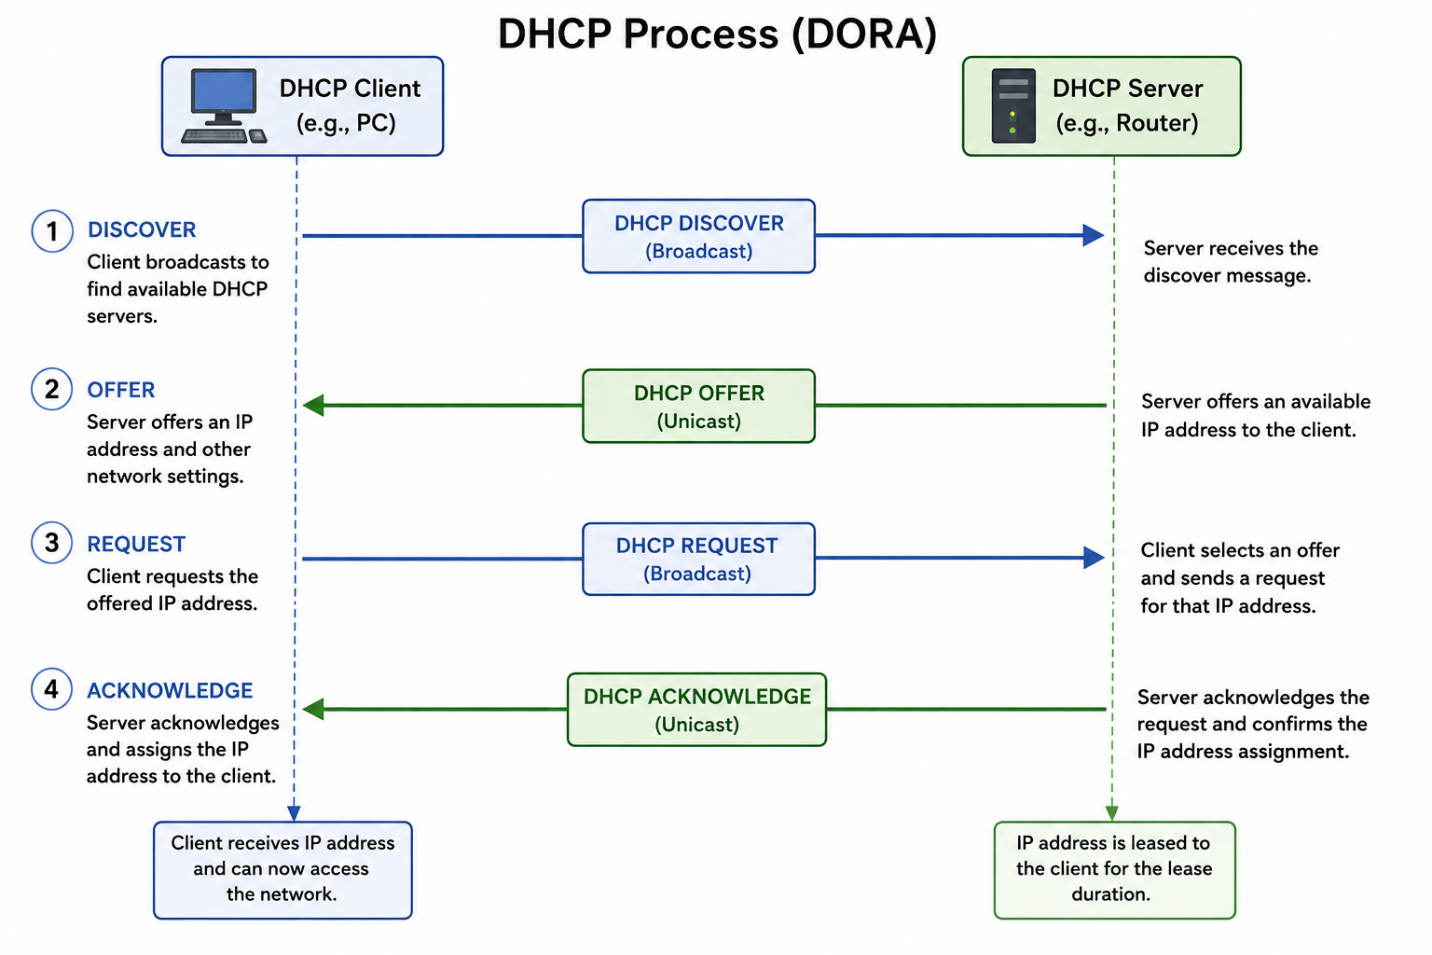 DHCP Process (DORA)
DHCP Client
(e.g., PC)
DHCP Server
(e.g., Router)
1
DISCOVER
Client broadcasts to
find available DHCP
servers.
DHCP DISCOVER
(Broadcast)
Server receives the
discover message.
2
OFFER
Server offers an IP
address and other
network settings.
DHCP OFFER
(Unicast)
Server offers an available
IP address to the client.
3
REQUEST
Client requests the
offered IP address.
DHCP REQUEST
(Broadcast)
Client selects an offer
and sends a request
for that IP address.
4
ACKNOWLEDGE
Server acknowledges
and assigns the IP
address to the client.
DHCP ACKNOWLEDGE
(Unicast)
Server acknowledges the
request and confirms the
IP address assignment.
Client receives IP address
and can now access
the network.
IP address is leased to
the client for the lease
duration.